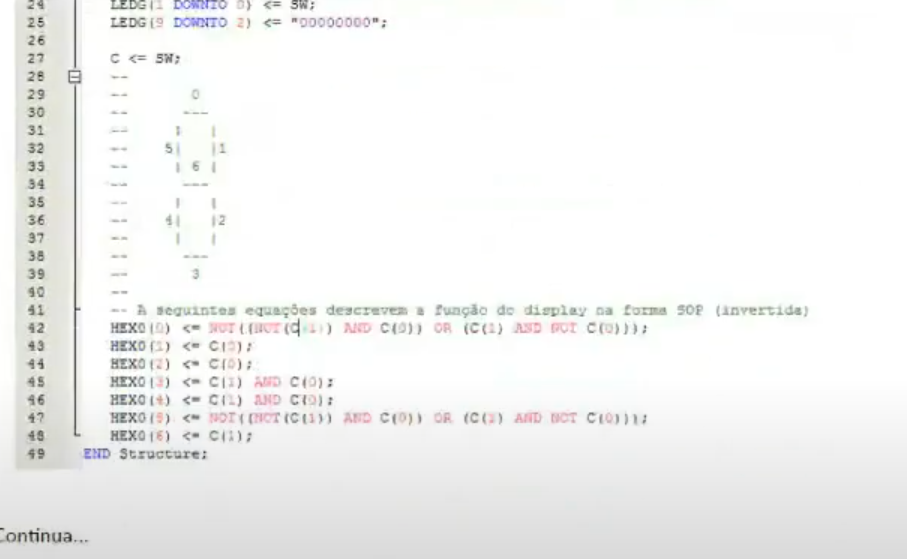 24 LEDG(1 DOWNTO 0) <= SW;
25 LEDG(9 DOWNTO 2) <= "00000000";
26
27 C <= SW;
28 --
29 -- 0
30 -- ---
31 -- | |
32 -- 5| |1
33 -- | 6 |
34 -- ---
35 -- | |
36 -- 4| |2
37 -- | |
38 -- ---
39 -- 3
40 --
41 -- A seguintes equações descrevem a função do display na forma SOP (invertida)
42 HEX0(0) <= NOT((NOT(C(1)) AND C(0)) OR (C(1) AND NOT C(0)));
43 HEX0(1) <= C(0);
44 HEX0(2) <= C(0);
45 HEX0(3) <= C(1) AND C(0);
46 HEX0(4) <= C(1) AND C(0);
47 HEX0(5) <= NOT((NOT(C(1)) AND C(0)) OR (C(1) AND NOT C(0)));
48 HEX0(6) <= C(1);
49 END Structure;
Continua...